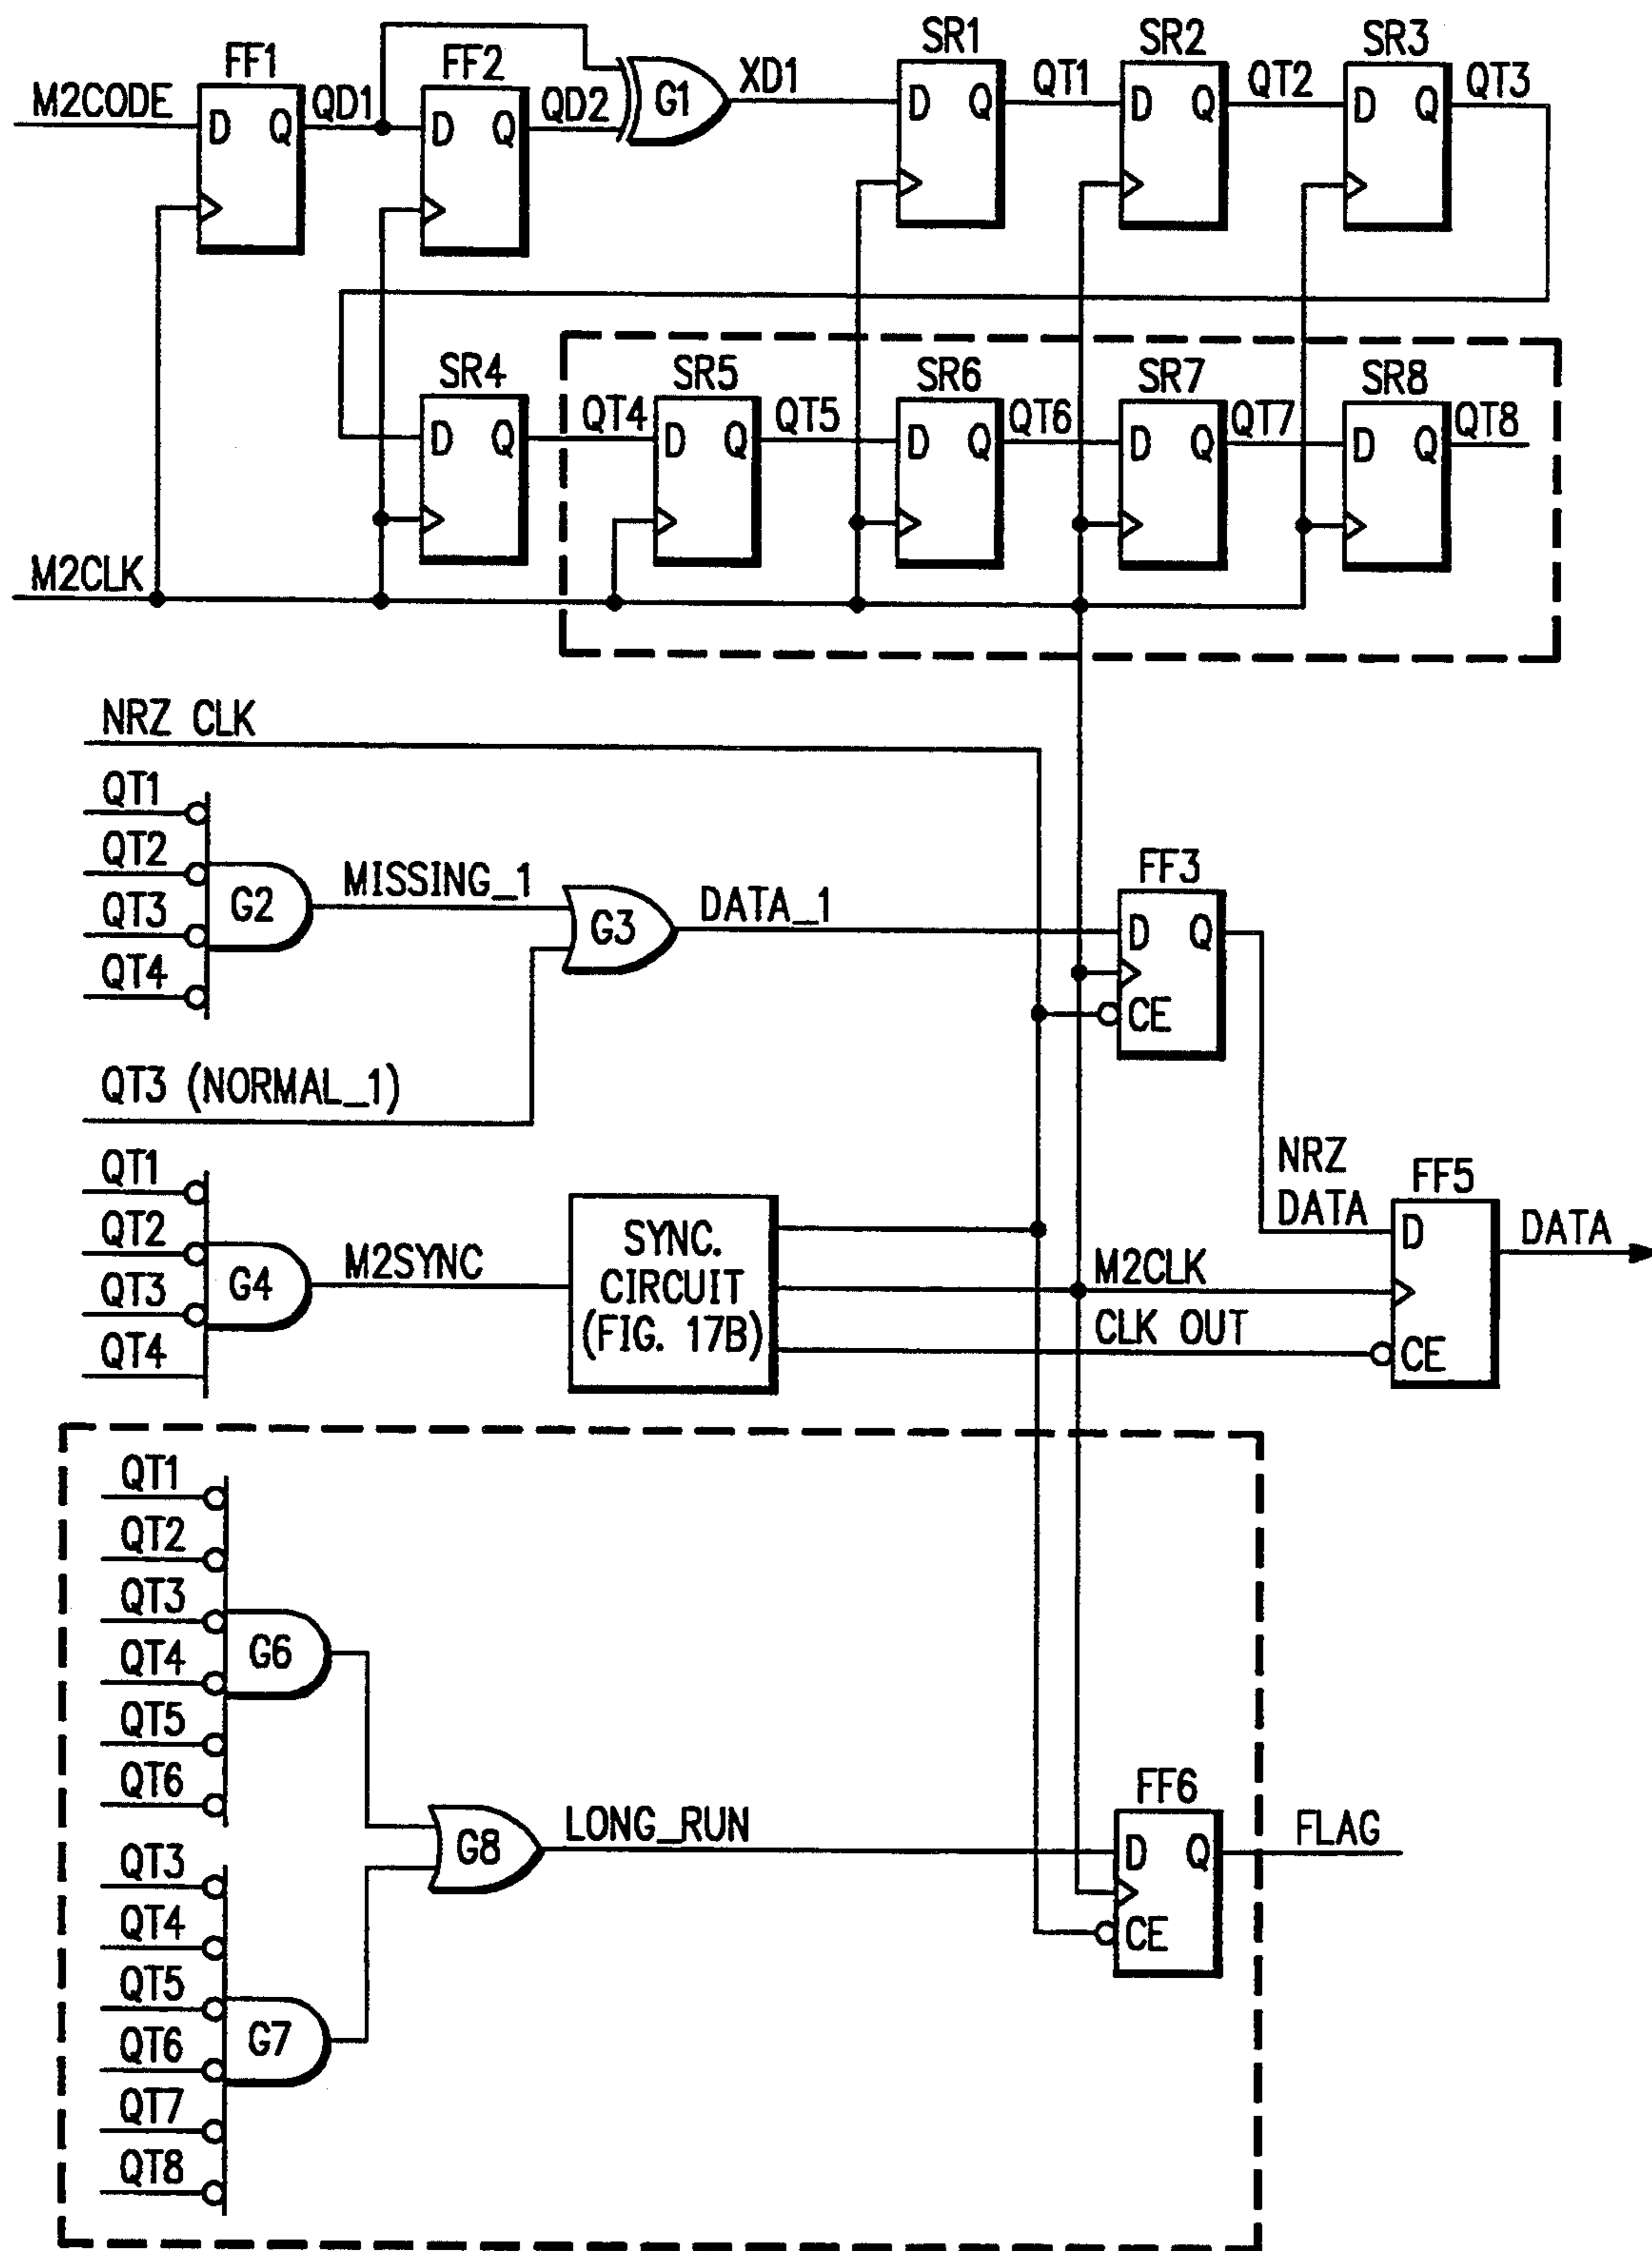 FF1
FF2
SR1
SR2
SR3
M2CODE
QD1
QD2
G1
XD1
QT1
QT2
QT3
D Q
D Q
D Q
D Q
D Q
SR4
SR5
SR6
SR7
SR8
QT4
QT5
QT6
QT7
QT8
D Q
D Q
D Q
D Q
D Q
M2CLK
NRZ CLK
QT1
QT2
QT3
QT4
G2
MISSING_1
G3
DATA_1
FF3
D Q
CE
QT3 (NORMAL_1)
QT1
QT2
QT3
QT4
G4
M2SYNC
SYNC.
CIRCUIT
(FIG. 17B)
NRZ
DATA
M2CLK
CLK OUT
FF5
D
CE
DATA
QT1
QT2
QT3
QT4
QT5
QT6
G6
QT3
QT4
QT5
QT6
QT7
QT8
G7
G8
LONG_RUN
FF6
D Q
CE
FLAG